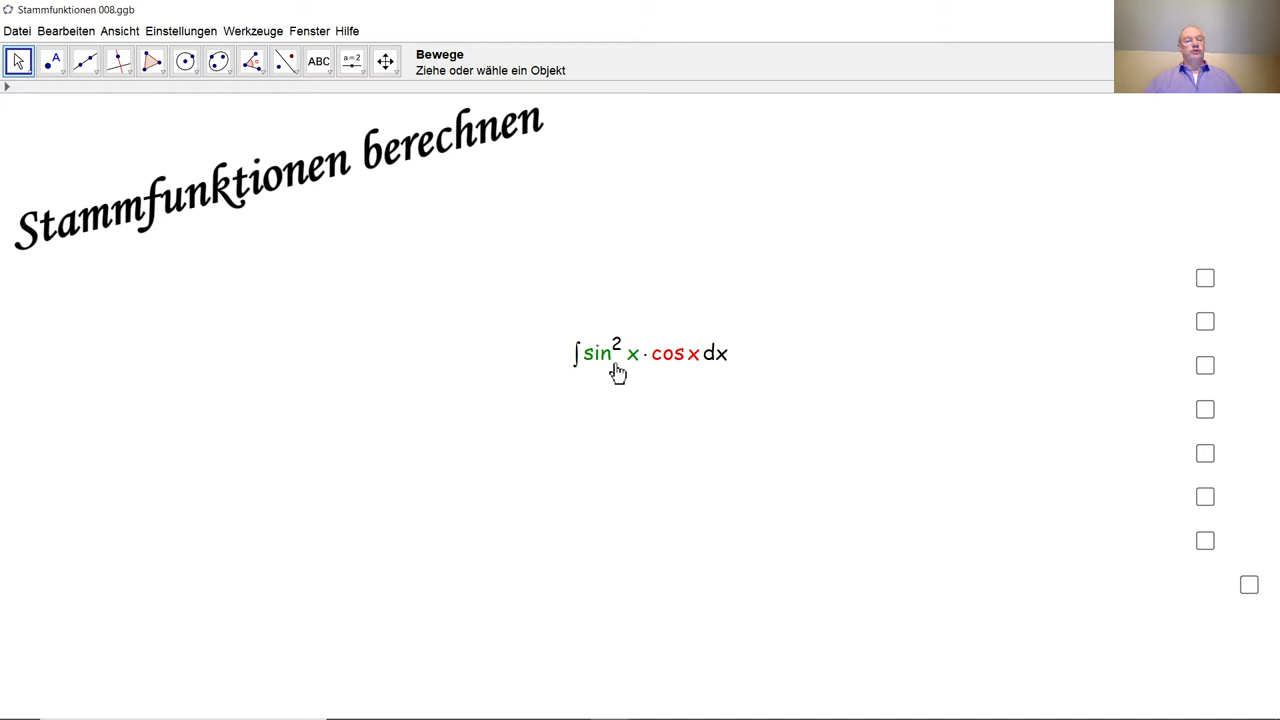 Stammfunktionen 008.ggb
Datei Bearbeiten Ansicht Einstellungen Werkzeuge Fenster Hilfe
A
α
ABC
a=2
Bewege
Ziehe oder wähle ein Objekt
Stammfunktionen berechnen
∫sin² x · cos x dx